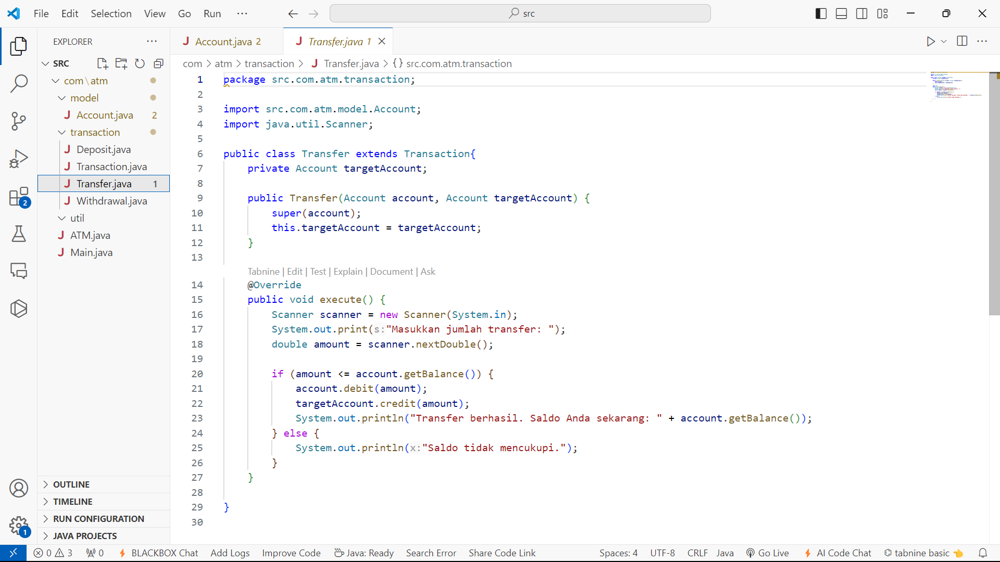 File Edit Selection View Go Run ··· src
EXPLORER ···
SRC
com\atm
model
Account.java 2
transaction
Deposit.java
Transaction.java
Transfer.java 1
Withdrawal.java
util
ATM.java
Main.java
OUTLINE
TIMELINE
RUN CONFIGURATION
JAVA PROJECTS
2
1
Account.java 2 Transfer.java 1
com > atm > transaction > Transfer.java > {} src.com.atm.transaction
1 package src.com.atm.transaction;
2
3 import src.com.atm.model.Account;
4 import java.util.Scanner;
5
6 public class Transfer extends Transaction{
7 private Account targetAccount;
8
9 public Transfer(Account account, Account targetAccount) {
10 super(account);
11 this.targetAccount = targetAccount;
12 }
13
Tabnine | Edit | Test | Explain | Document | Ask
14 @Override
15 public void execute() {
16 Scanner scanner = new Scanner(System.in);
17 System.out.print(s:"Masukkan jumlah transfer: ");
18 double amount = scanner.nextDouble();
19
20 if (amount <= account.getBalance()) {
21 account.debit(amount);
22 targetAccount.credit(amount);
23 System.out.println("Transfer berhasil. Saldo Anda sekarang: " + account.getBalance());
24 } else {
25 System.out.println(x:"Saldo tidak mencukupi.");
26 }
27 }
28
29 }
30
0 3 0 BLACKBOX Chat Add Logs Improve Code Java: Ready Search Error Share Code Link Spaces: 4 UTF-8 CRLF Java Go Live AI Code Chat tabnine basic